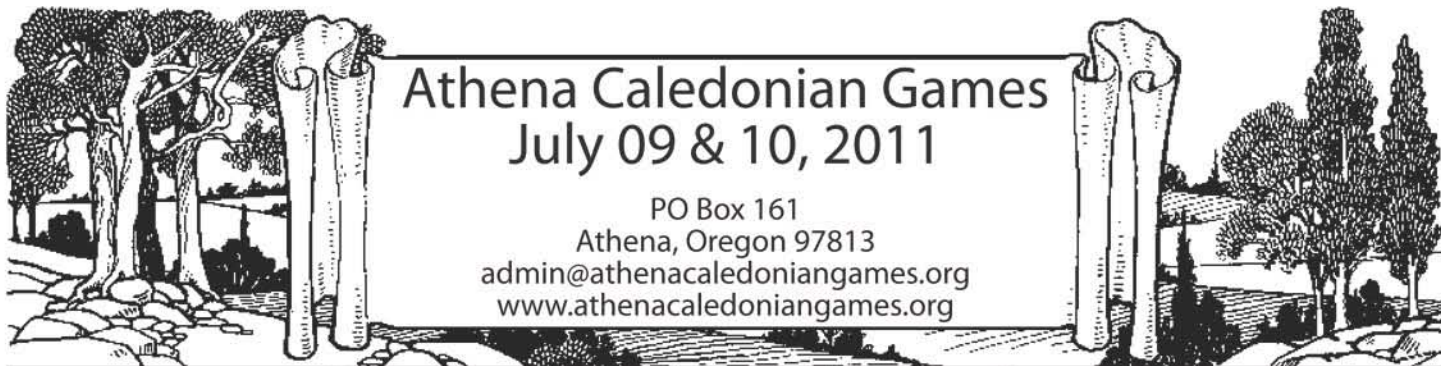 Athena Caledonian Games
July 09 & 10, 2011
PO Box 161
Athena, Oregon 97813
admin@athenacaledoniangames.org
www.athenacaledoniangames.org